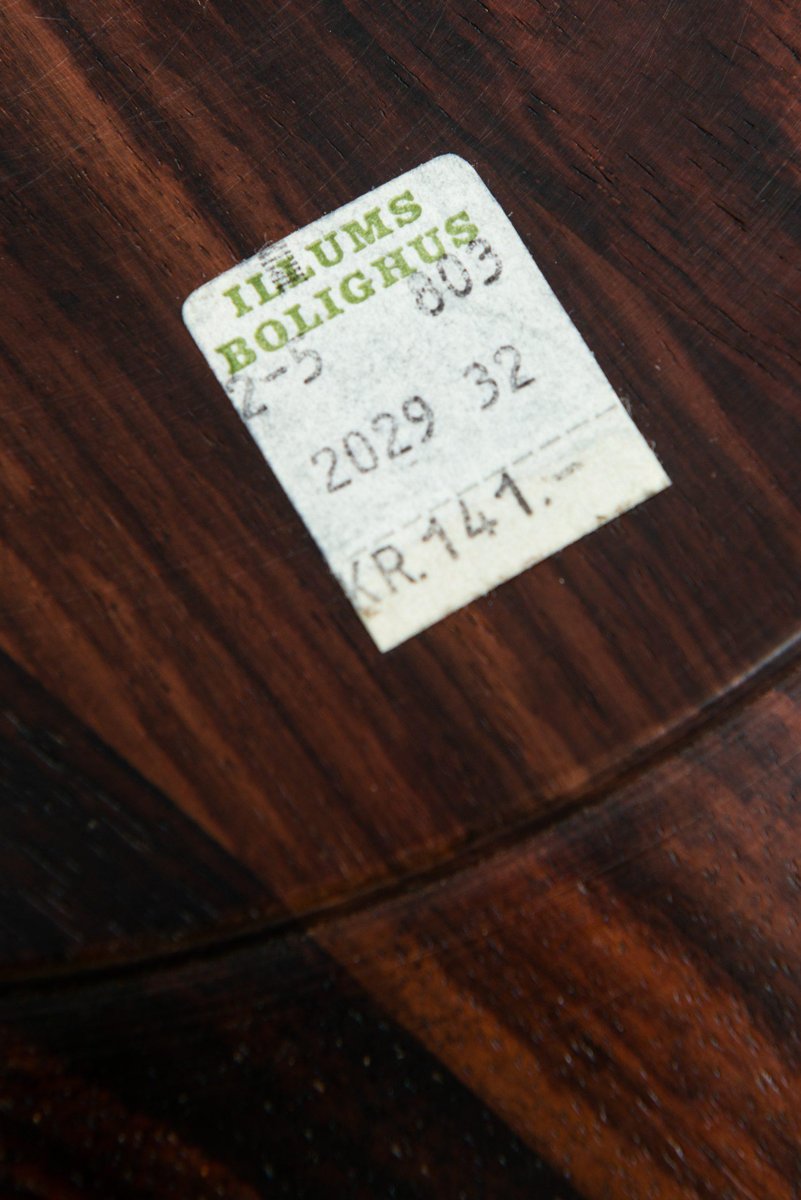 ILLUMS
BOLIGHUS
803
2-5
2029 32
KR.141.-